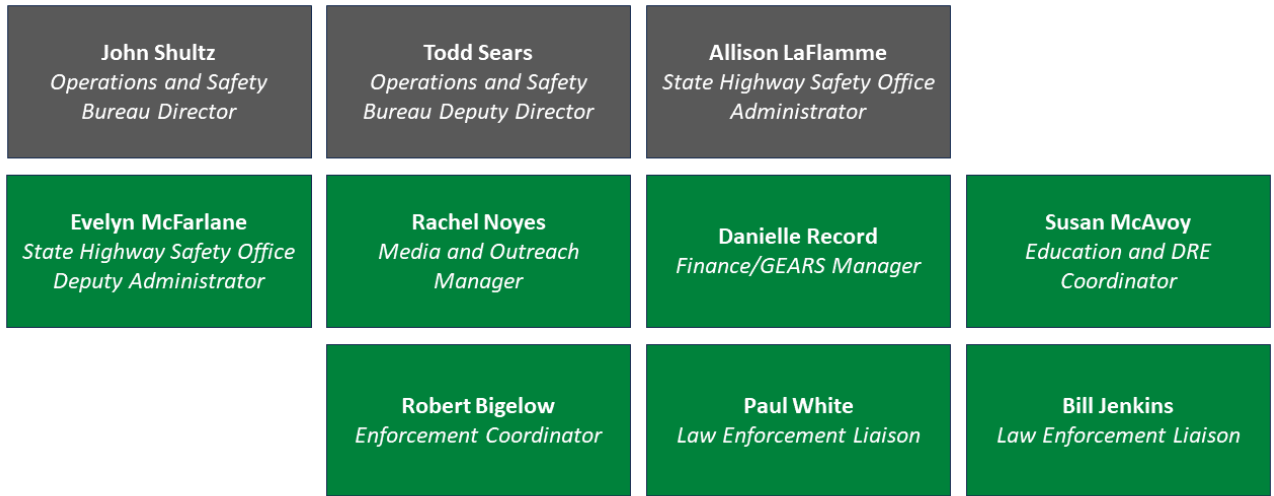 John Shultz
Operations and Safety
Bureau Director
Todd Sears
Operations and Safety
Bureau Deputy Director
Allison LaFlamme
State Highway Safety Office
Administrator
Evelyn McFarlane
State Highway Safety Office
Deputy Administrator
Rachel Noyes
Media and Outreach
Manager
Danielle Record
Finance/GEARS Manager
Susan McAvoy
Education and DRE
Coordinator
Robert Bigelow
Enforcement Coordinator
Paul White
Law Enforcement Liaison
Bill Jenkins
Law Enforcement Liaison